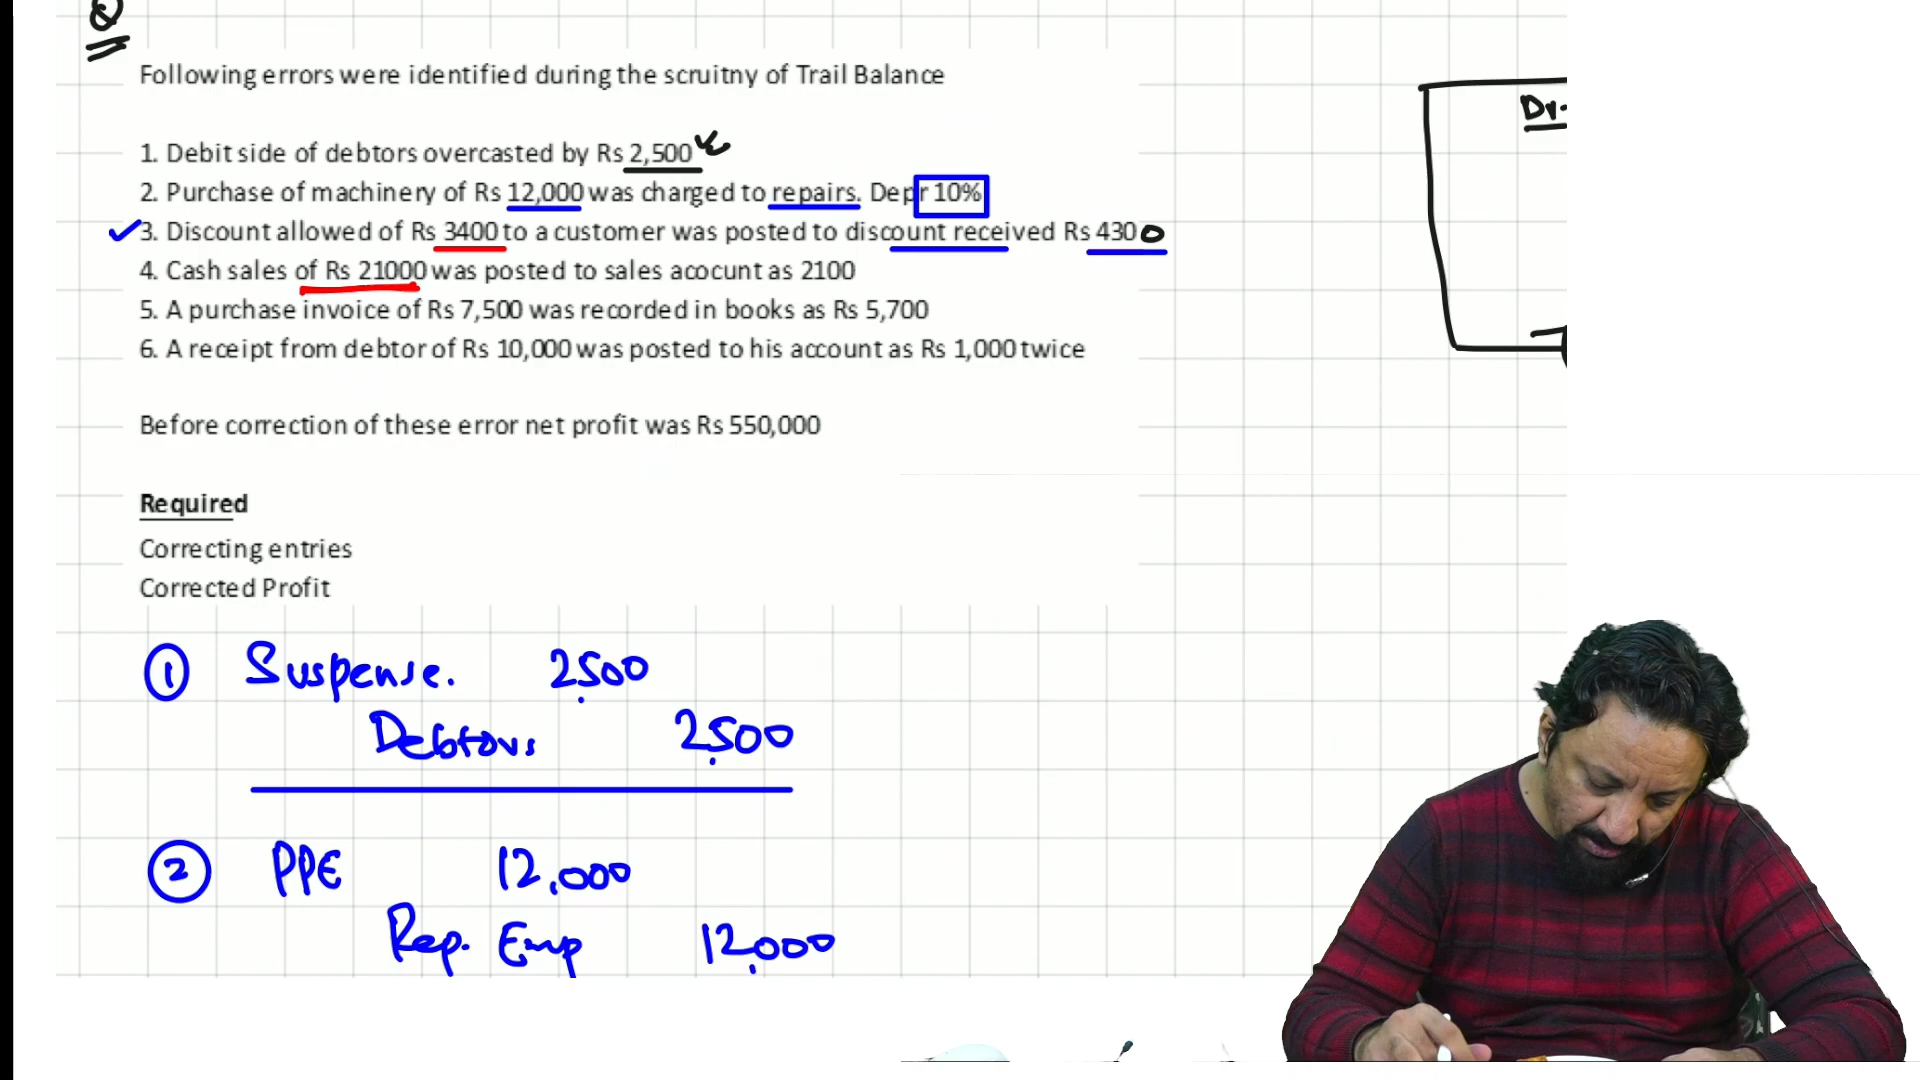 Q
Following errors were identified during the scruitny of Trail Balance
1. Debit side of debtors overcasted by Rs 2,500
2. Purchase of machinery of Rs 12,000 was charged to repairs. Depr 10%
3. Discount allowed of Rs 3400 to a customer was posted to discount received Rs 4300
4. Cash sales of Rs 21000 was posted to sales acocunt as 2100
5. A purchase invoice of Rs 7,500 was recorded in books as Rs 5,700
6. A receipt from debtor of Rs 10,000 was posted to his account as Rs 1,000 twice
Before correction of these error net profit was Rs 550,000
Required
Correcting entries
Corrected Profit
1 Suspense. 2500
Debtors 2500
2 PPE 12,000
Rep. Exp 12,000
Dr.